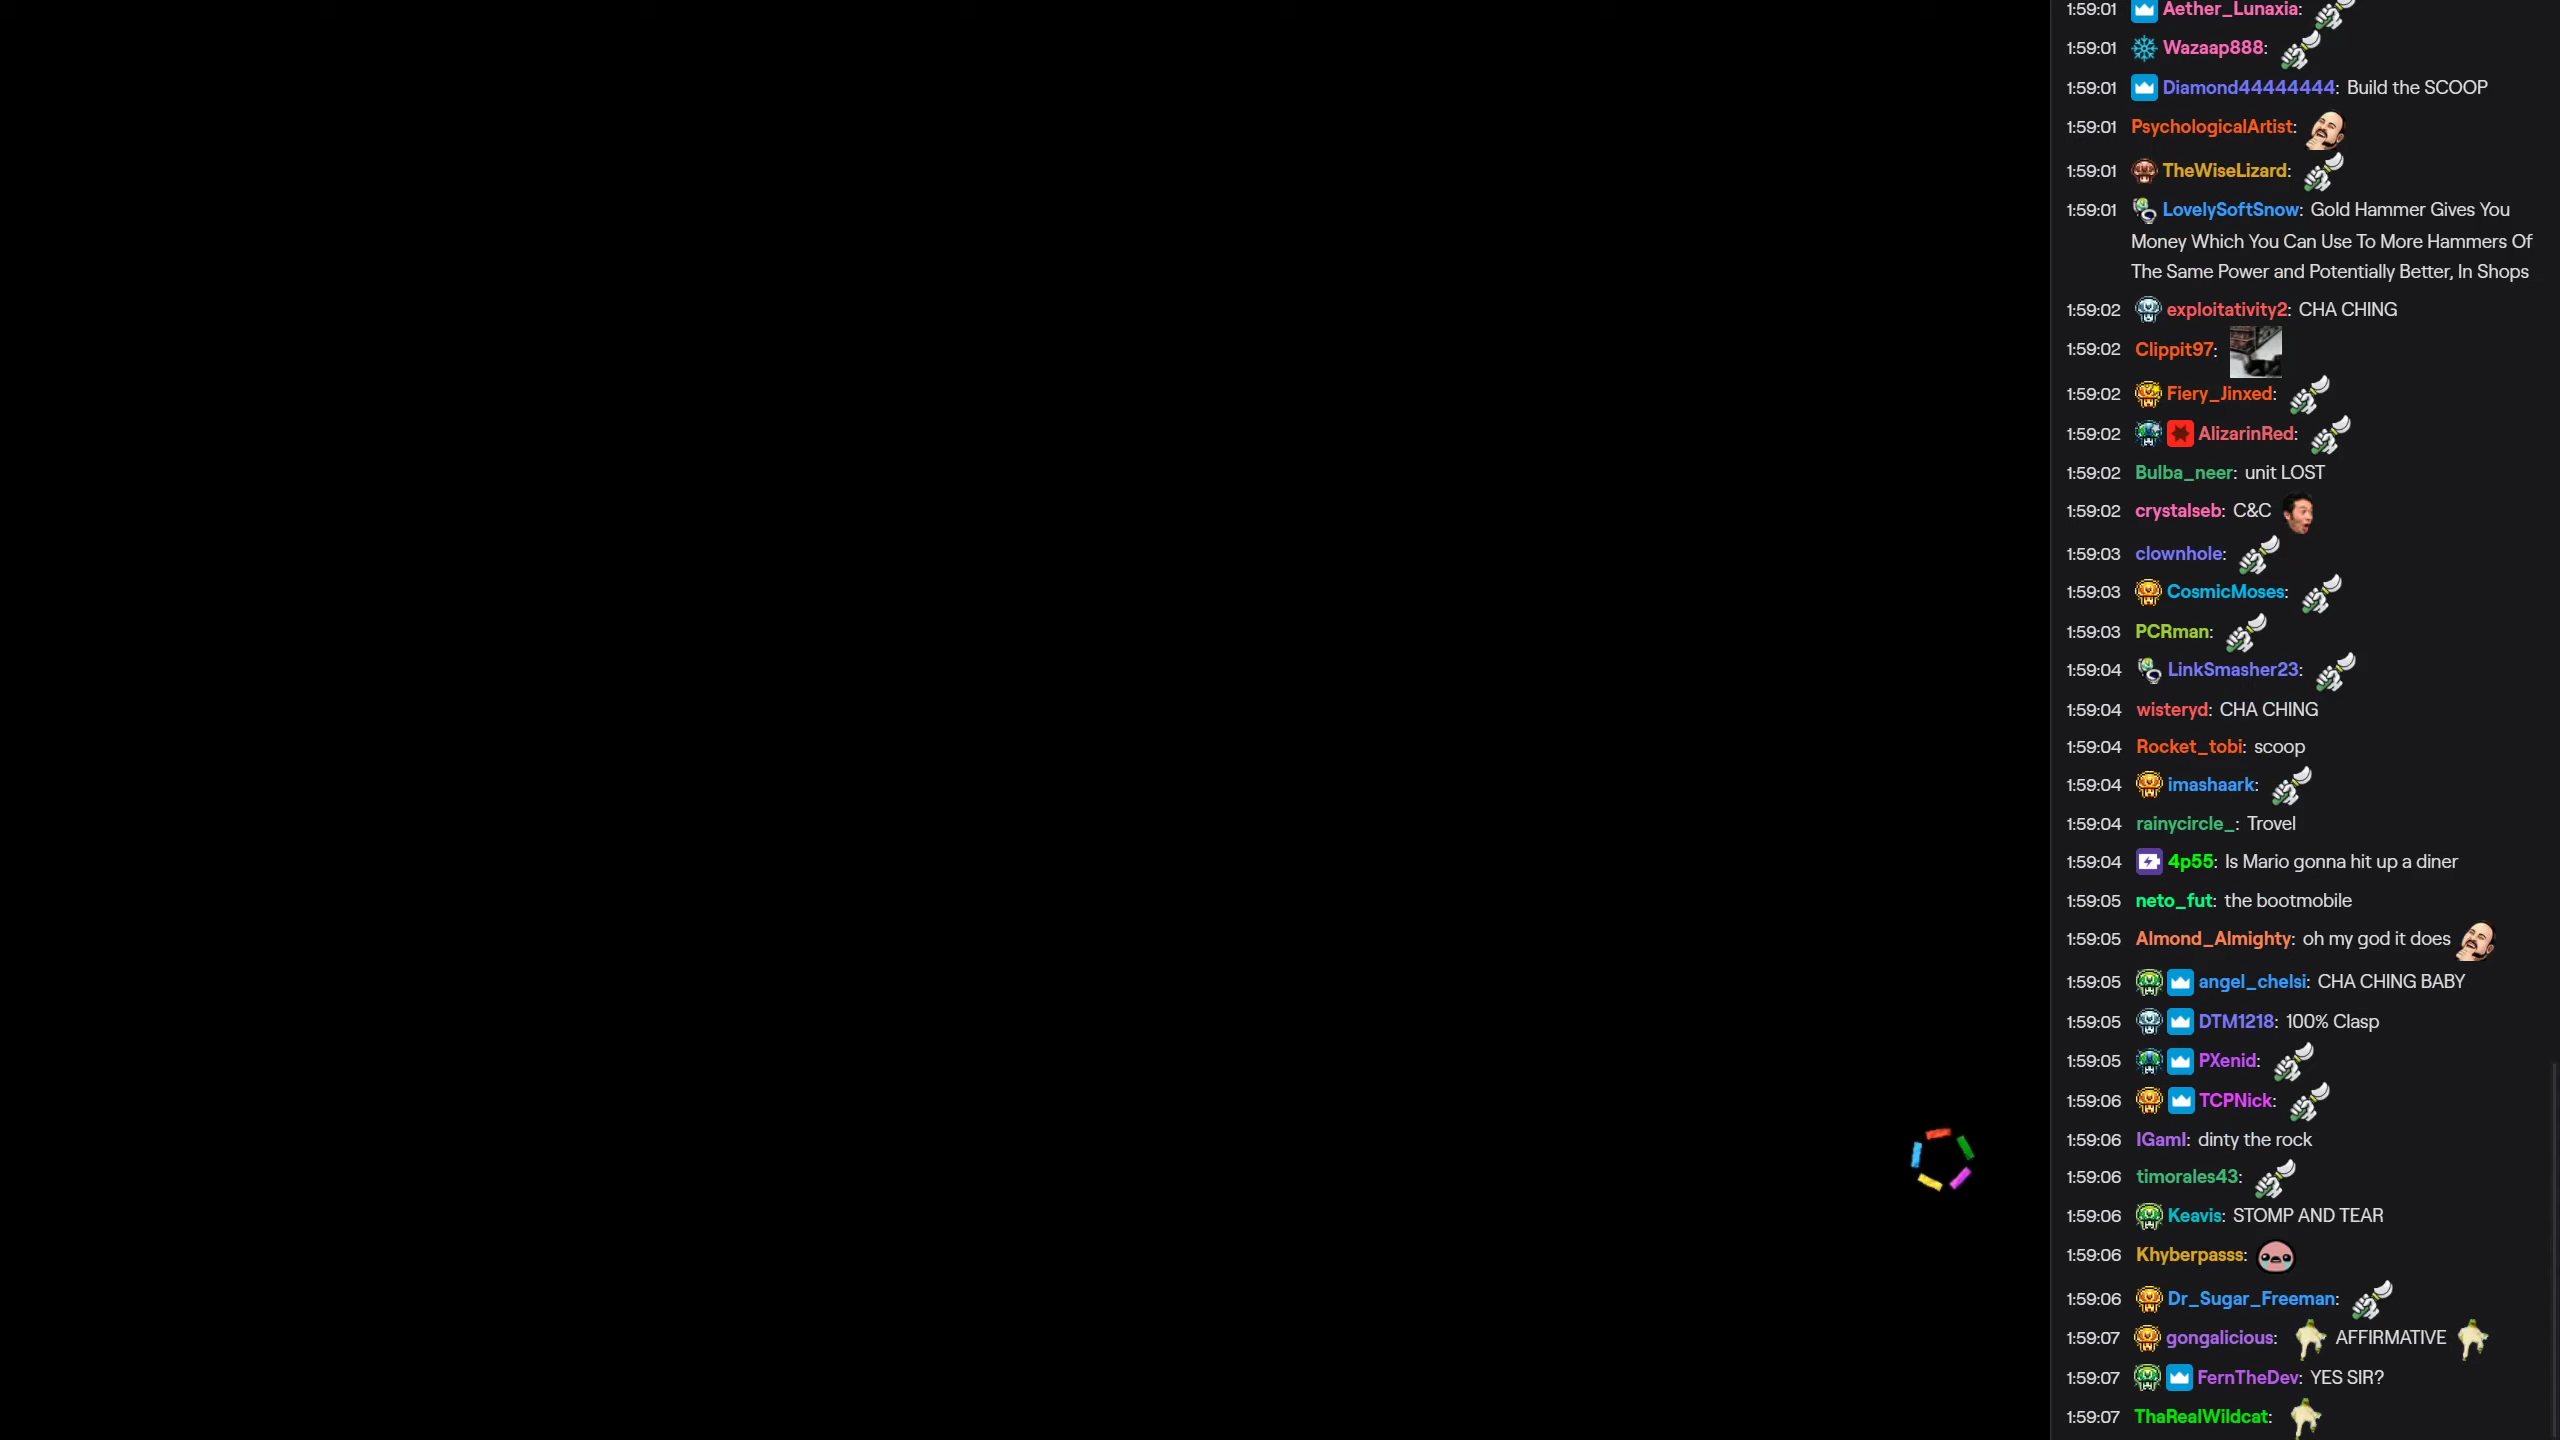 1:59:01 Aether_Lunaxia:
1:59:01 Wazaap888:
1:59:01 Diamond44444444: Build the SCOOP
1:59:01 PsychologicalArtist:
1:59:01 TheWiseLizard:
1:59:01 LovelySoftSnow: Gold Hammer Gives You
Money Which You Can Use To More Hammers Of
The Same Power and Potentially Better, In Shops
1:59:02 exploitativity2: CHA CHING
1:59:02 Clippit97:
1:59:02 Fiery_Jinxed:
1:59:02 AlizarinRed:
1:59:02 Bulba_neer: unit LOST
1:59:02 crystalseb: C&C
1:59:03 clownhole:
1:59:03 CosmicMoses:
1:59:03 PCRman:
1:59:04 LinkSmasher23:
1:59:04 wisteryd: CHA CHING
1:59:04 Rocket_tobi: scoop
1:59:04 imashaark:
1:59:04 rainycircle_: Trovel
1:59:04 4p55: Is Mario gonna hit up a diner
1:59:05 neto_fut: the bootmobile
1:59:05 Almond_Almighty: oh my god it does
1:59:05 angel_chelsi: CHA CHING BABY
1:59:05 DTM1218: 100% Clasp
1:59:05 PXenid:
1:59:06 TCPNick:
1:59:06 IGamI: dinty the rock
1:59:06 timorales43:
1:59:06 Keavis: STOMP AND TEAR
1:59:06 Khyberpasss:
1:59:06 Dr_Sugar_Freeman:
1:59:07 gongalicious: AFFIRMATIVE
1:59:07 FernTheDev: YES SIR?
1:59:07 ThaRealWildcat: